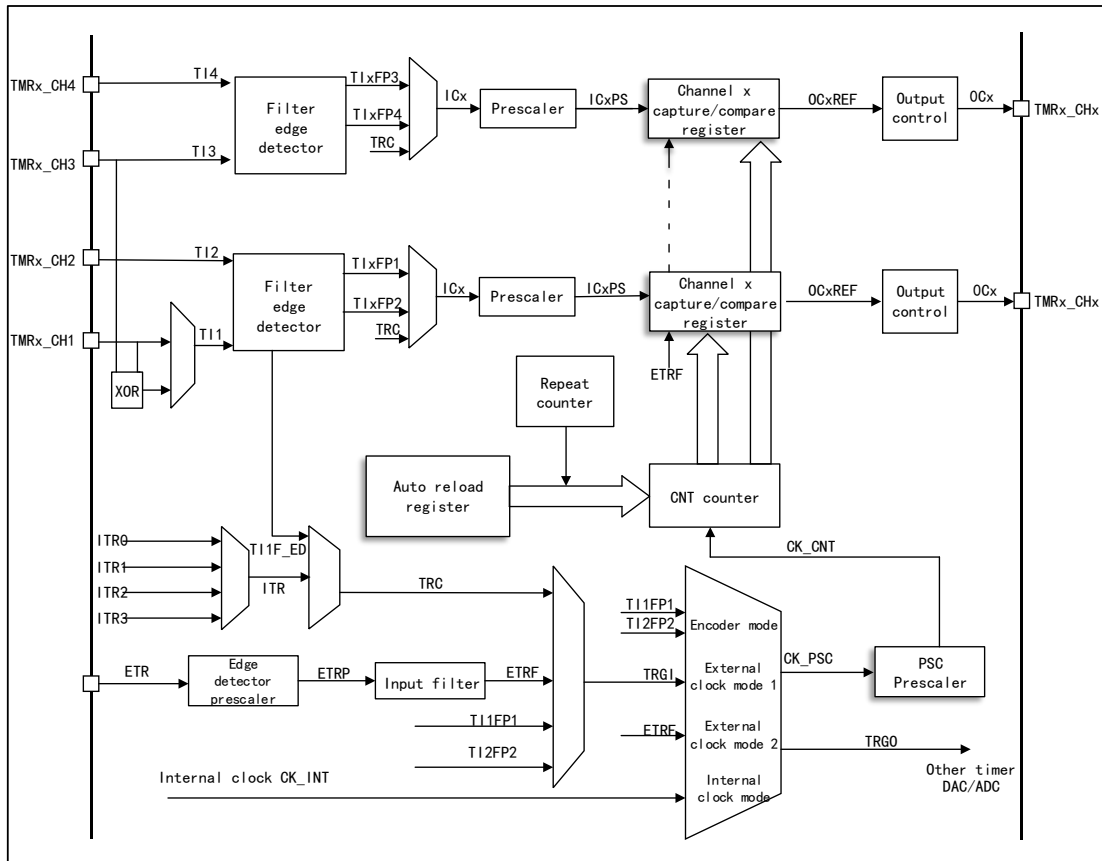 TMRx_CH4
TI4
TIxFP3
ICx
ICxPS
OCxREF
OCx
TMRx_CHx
Filter
edge
detector
TIxFP4
TRC
Prescaler
Channel x
capture/compare
register
Output
control
TMRx_CH3
TI3
TMRx_CH2
TI2
TIxFP1
ICx
ICxPS
OCxREF
OCx
TMRx_CHx
Filter
edge
detector
TIxFP2
TRC
Prescaler
Channel x
capture/compare
register
Output
control
TMRx_CH1
TI1
XOR
ETRF
Repeat
counter
Auto reload
register
CNT counter
CK_CNT
ITR0
ITR1
ITR2
ITR3
ITR
TI1F_ED
TRC
TI1FP1
TI2FP2
Encoder mode
External
clock mode 1
External
clock mode 2
Internal
clock mode
CK_PSC
PSC
Prescaler
ETR
Edge
detector
prescaler
ETRP
Input filter
ETRF
TRGI
TI1FP1
TI2FP2
ETRF
TRGO
Other timer
DAC/ADC
Internal clock CK_INT